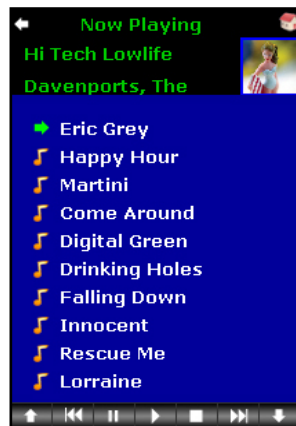 Now Playing
Hi Tech Lowlife
Davenports, The
Eric Grey
Happy Hour
Martini
Come Around
Digital Green
Drinking Holes
Falling Down
Innocent
Rescue Me
Lorraine